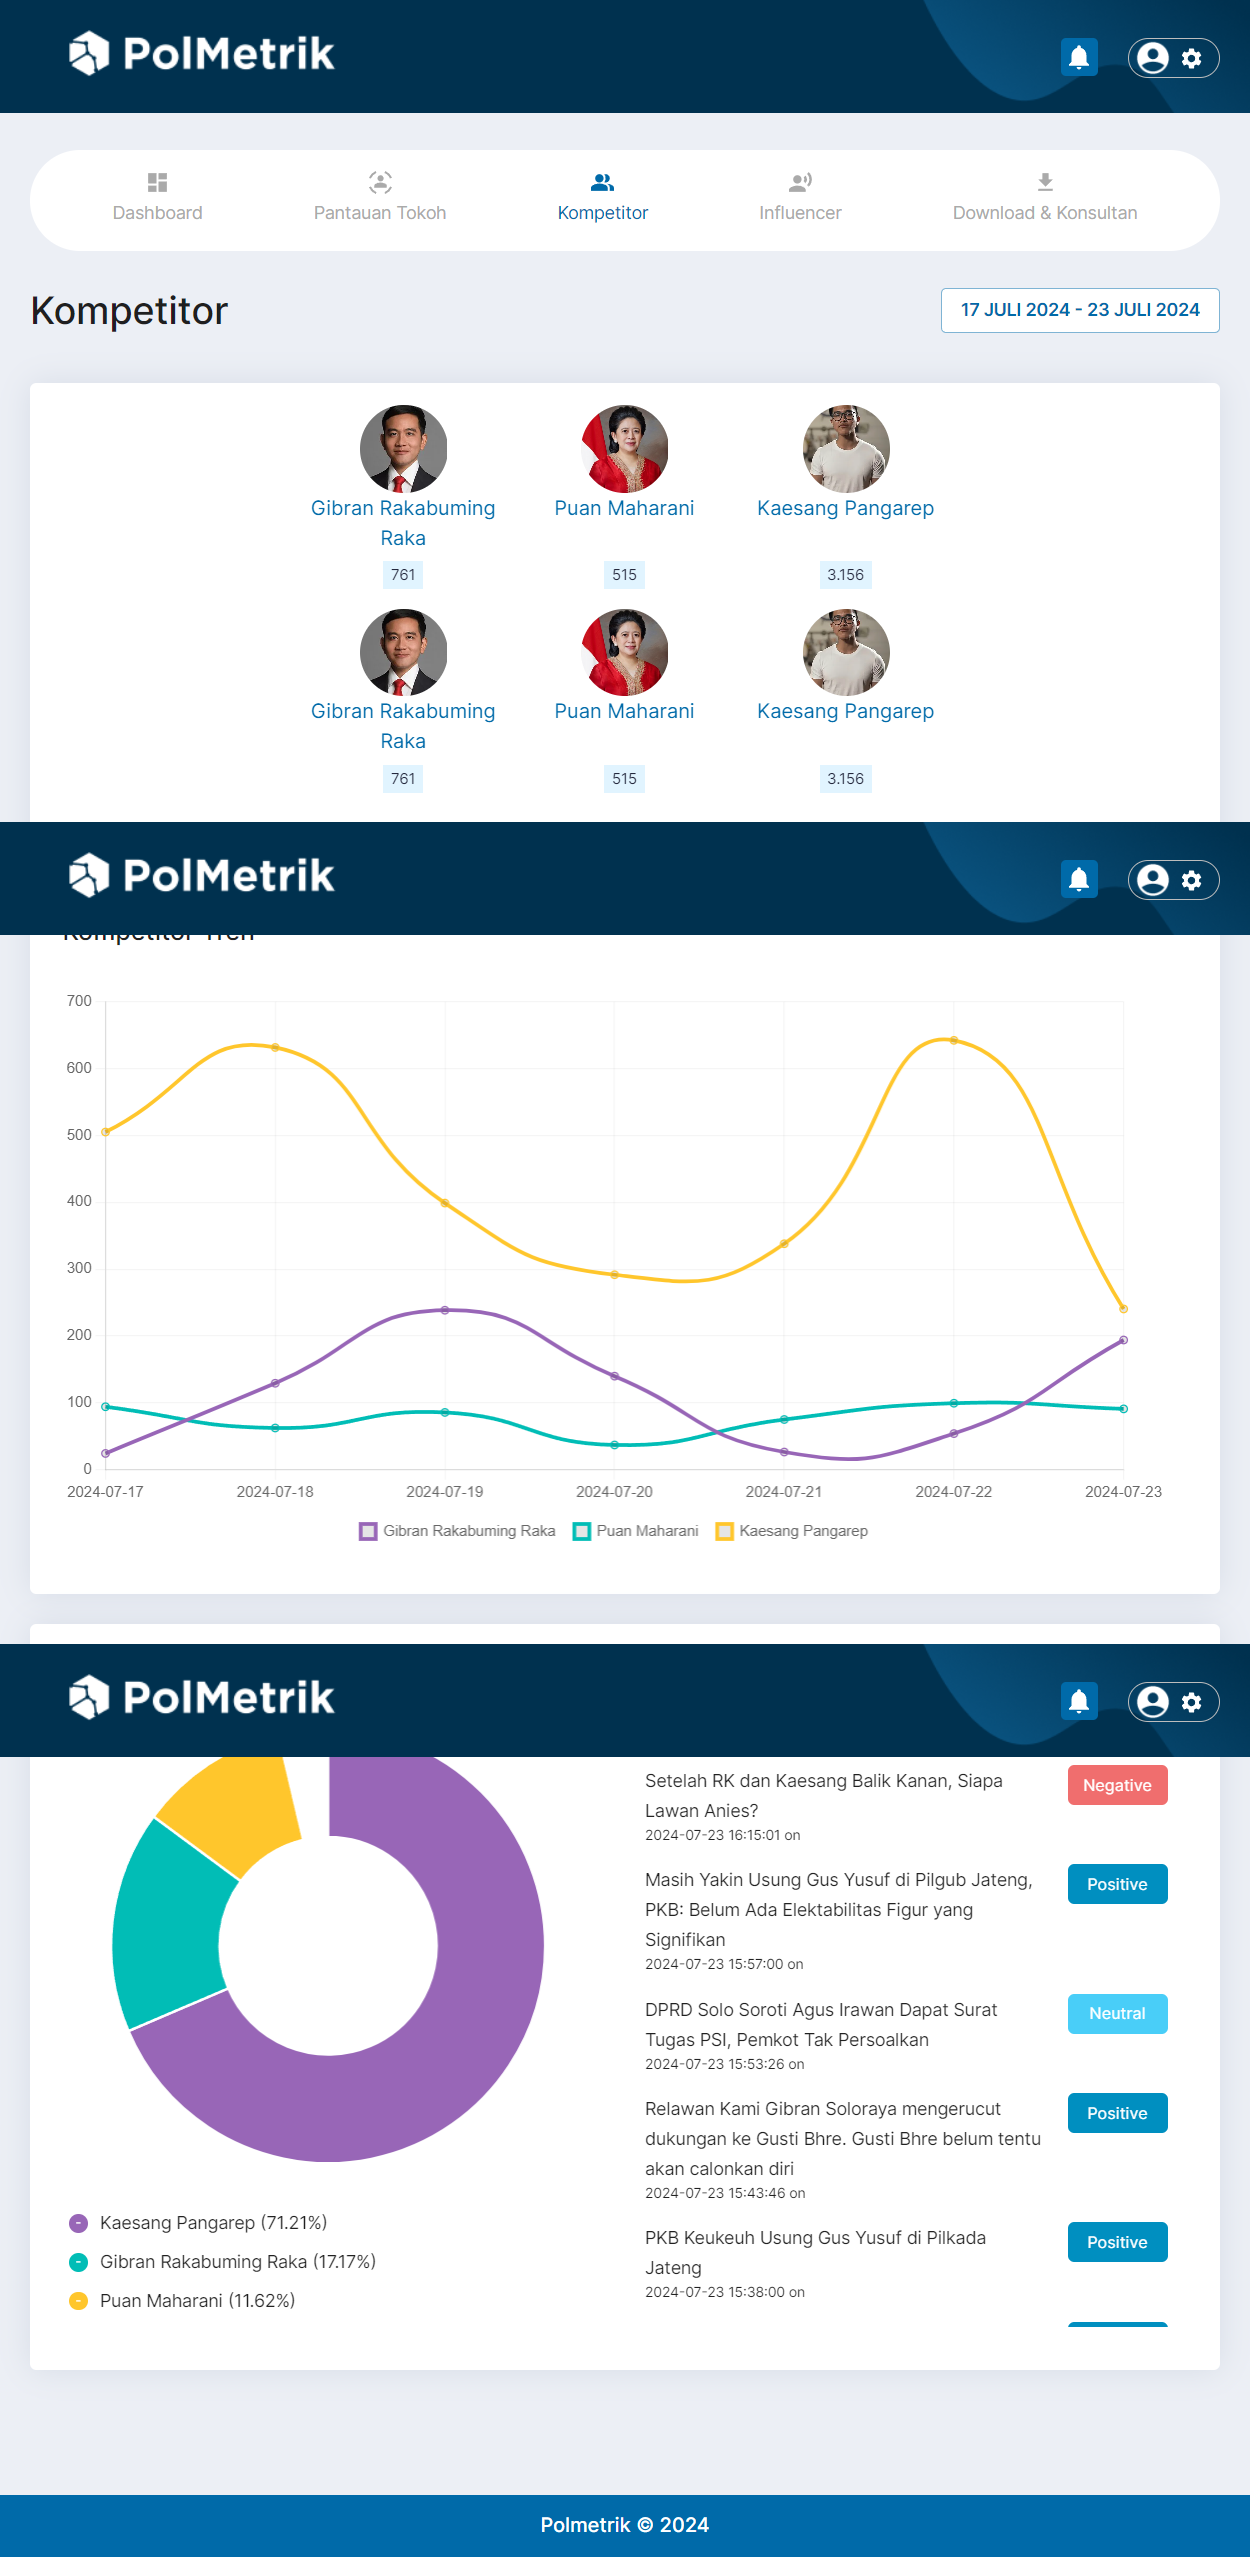 PolMetrik
Dashboard
Pantauan Tokoh
Kompetitor
Influencer
Download & Konsultan
Kompetitor
17 JULI 2024 - 23 JULI 2024
Gibran Rakabuming
Raka
761
Puan Maharani
515
Kaesang Pangarep
3.156
Gibran Rakabuming
Raka
761
Puan Maharani
515
Kaesang Pangarep
3.156
PolMetrik
Kompetitor Tren
700
600
500
400
300
200
100
0
2024-07-17
2024-07-18
2024-07-19
2024-07-20
2024-07-21
2024-07-22
2024-07-23
Gibran Rakabuming Raka
Puan Maharani
Kaesang Pangarep
PolMetrik
Kaesang Pangarep (71.21%)
Gibran Rakabuming Raka (17.17%)
Puan Maharani (11.62%)
Setelah RK dan Kaesang Balik Kanan, Siapa
Lawan Anies?
2024-07-23 16:15:01 on
Negative
Masih Yakin Usung Gus Yusuf di Pilgub Jateng,
PKB: Belum Ada Elektabilitas Figur yang
Signifikan
2024-07-23 15:57:00 on
Positive
DPRD Solo Soroti Agus Irawan Dapat Surat
Tugas PSI, Pemkot Tak Persoalkan
2024-07-23 15:53:26 on
Neutral
Relawan Kami Gibran Soloraya mengerucut
dukungan ke Gusti Bhre. Gusti Bhre belum tentu
akan calonkan diri
2024-07-23 15:43:46 on
Positive
PKB Keukeuh Usung Gus Yusuf di Pilkada
Jateng
2024-07-23 15:38:00 on
Positive
Polmetrik © 2024